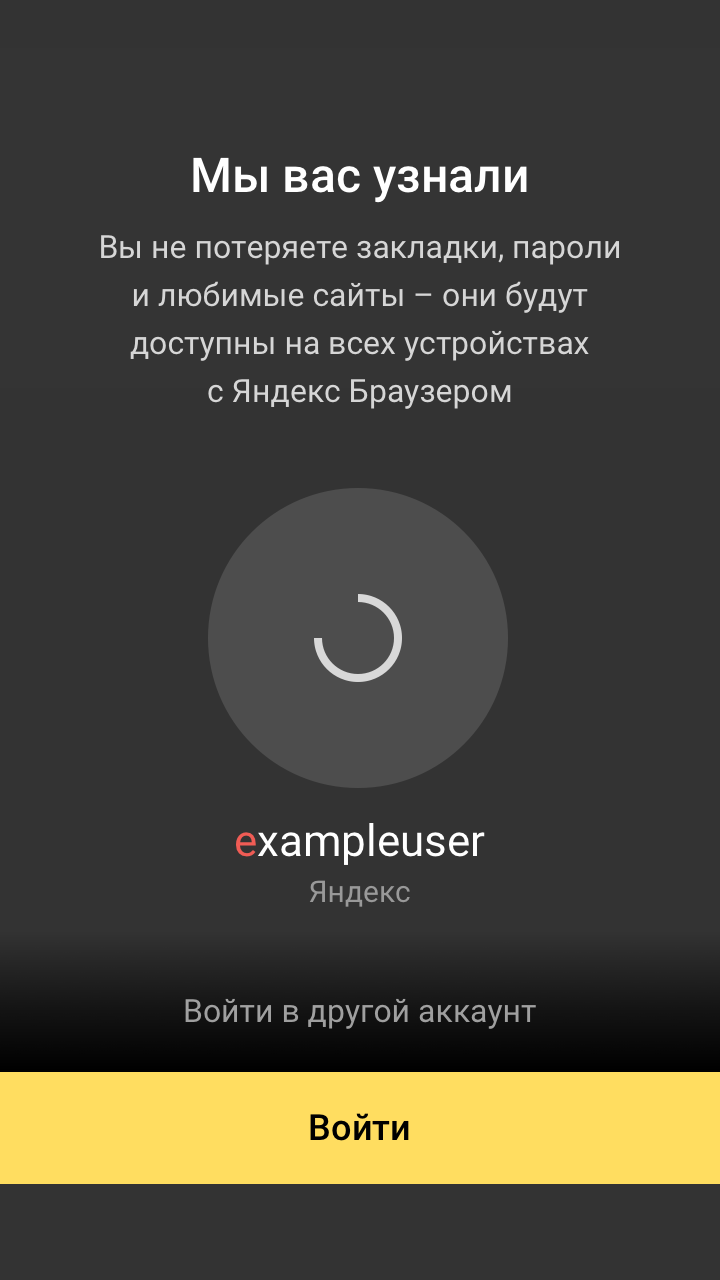 Мы вас узнали
Вы не потеряете закладки, пароли
и любимые сайты – они будут
доступны на всех устройствах
с Яндекс Браузером
exampleuser
Яндекс
Войти в другой аккаунт
Войти